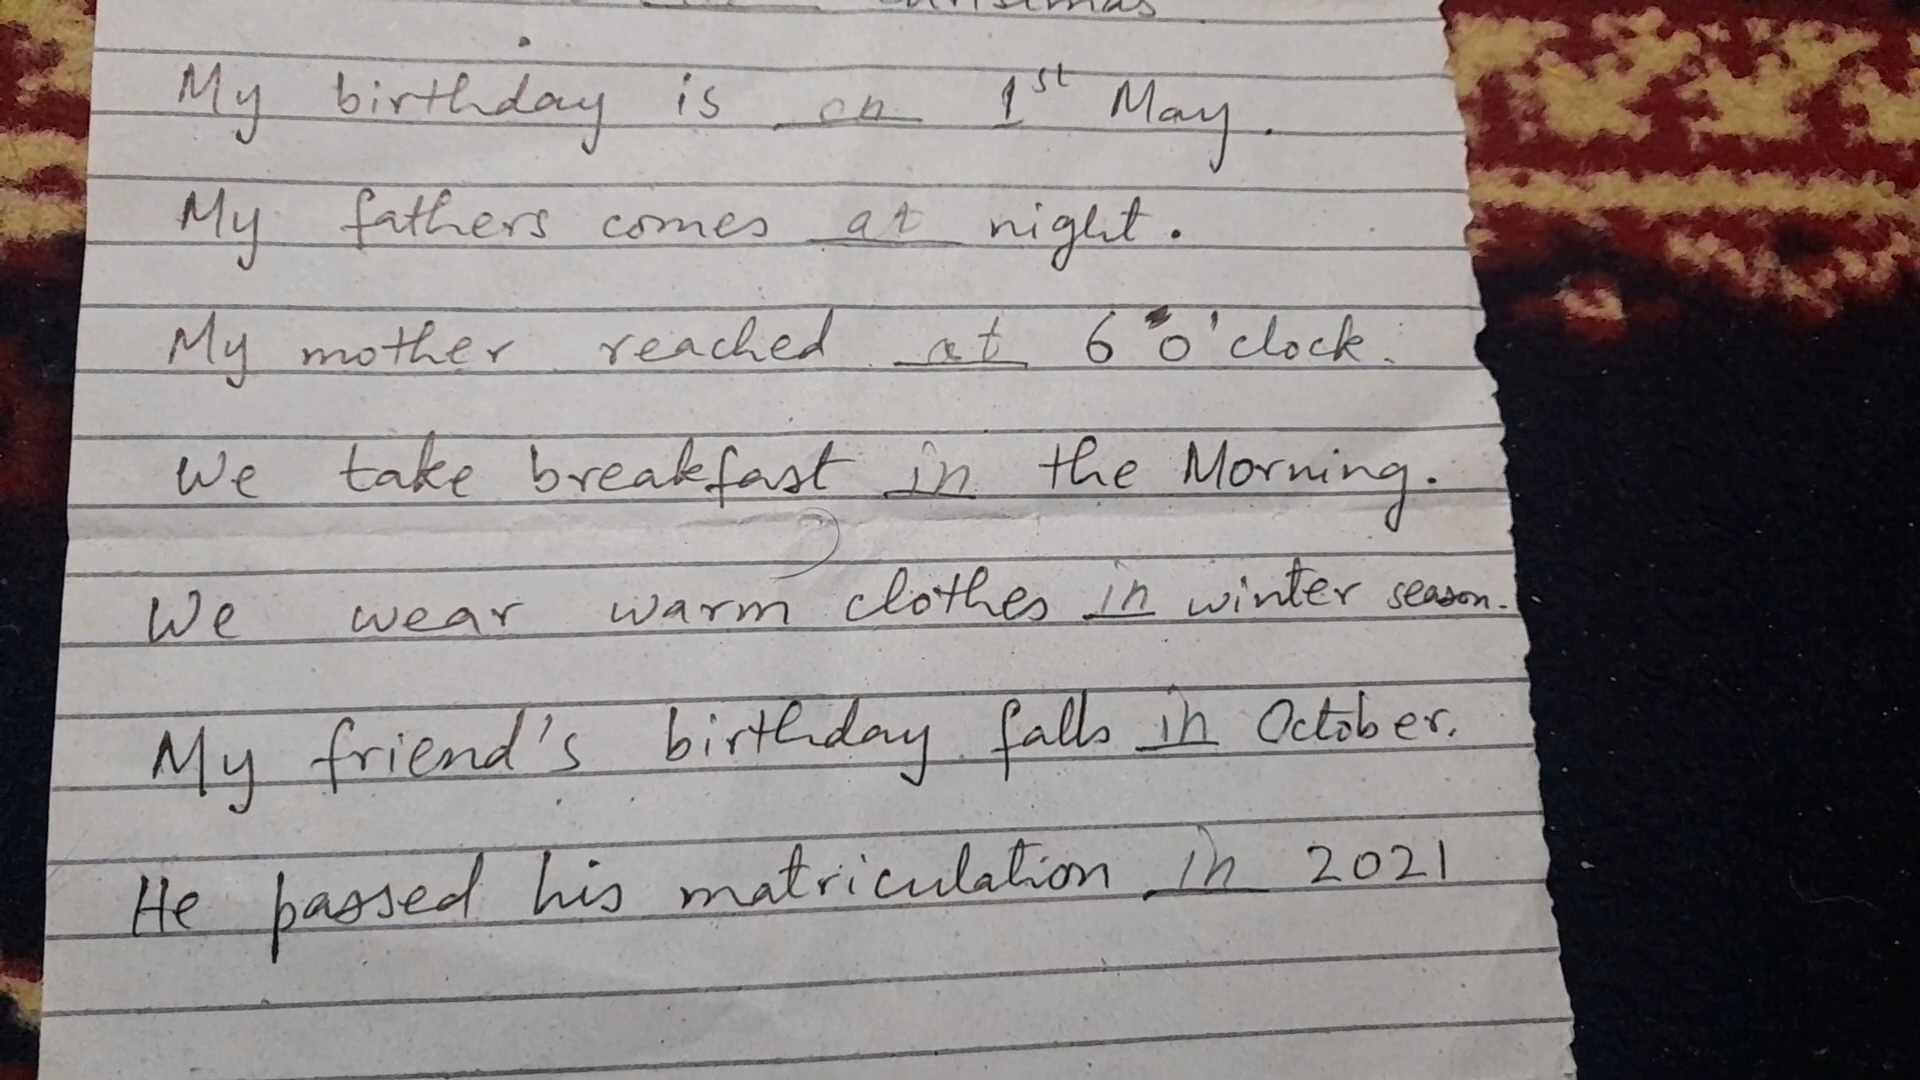 christmas
My birthday is on 1st May.
My fathers comes at night.
My mother reached at 6 o'clock.
We take breakfast in the Morning.
We wear warm clothes in winter season.
My friend's birthday falls in October.
He passed his matriculation in 2021